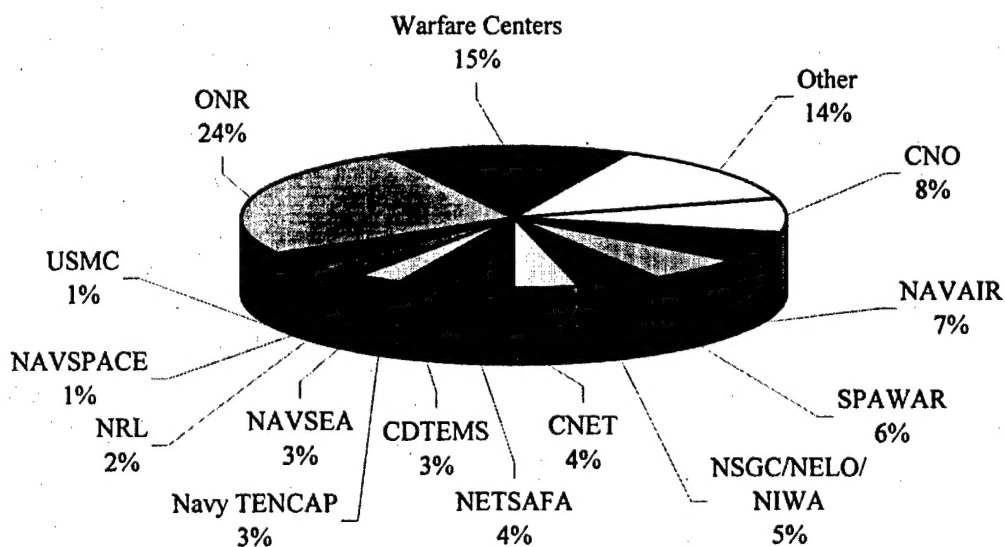 Warfare Centers
15%
Other
14%
ONR
24%
CNO
8%
USMC
1%
NAVAIR
7%
NAVSPACE
1%
SPAWAR
6%
NRL
2%
NAVSEA
3%
CDTEMS
3%
CNET
4%
NSGC/NELO/
NIWA
5%
Navy TENCAP
3%
NETSAFA
4%